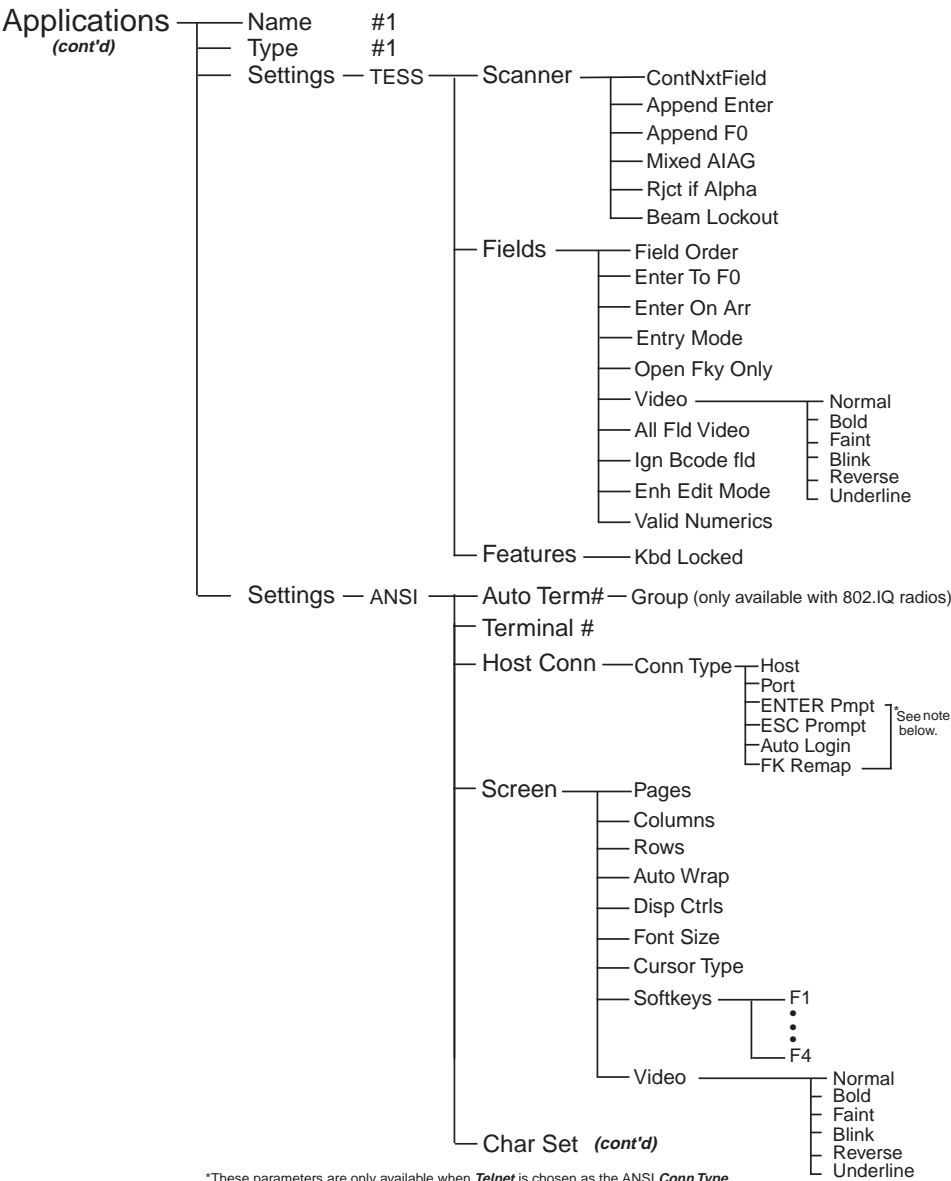 Applications
(cont'd)
Name #1
Type #1
Settings TESS Scanner ContNxtField
Append Enter
Append F0
Mixed AIAG
Rjct if Alpha
Beam Lockout
Fields Field Order
Enter To F0
Enter On Arr
Entry Mode
Open Fky Only
Video Normal
Bold
Faint
Blink
Reverse
Underline
All Fld Video
Ign Bcode fld
Enh Edit Mode
Valid Numerics
Features Kbd Locked
Settings ANSI Auto Term# Group (only available with 802.IQ radios)
Terminal #
Host Conn Conn Type Host
Port
ENTER Pmpt
ESC Prompt
Auto Login
FK Remap
*See note
below.
Screen Pages
Columns
Rows
Auto Wrap
Disp Ctrls
Font Size
Cursor Type
Softkeys F1
F4
Video Normal
Bold
Faint
Blink
Reverse
Underline
Char Set (cont'd)
*These parameters are only available when Telnet is chosen as the ANSI Conn Type